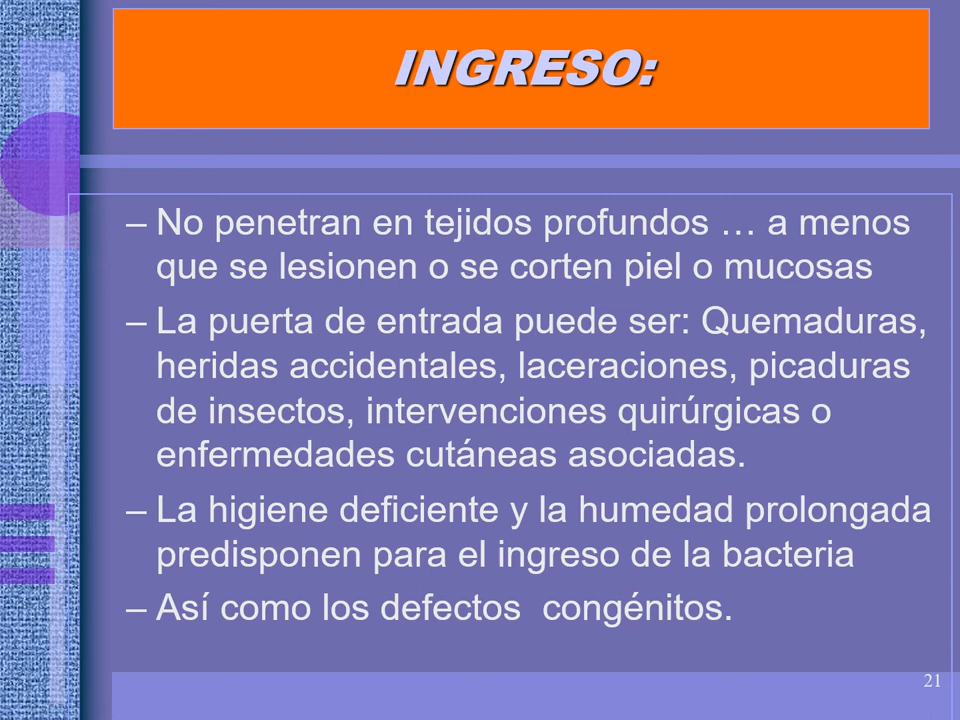 INGRESO:
– No penetran en tejidos profundos … a menos
que se lesionen o se corten piel o mucosas
– La puerta de entrada puede ser: Quemaduras,
heridas accidentales, laceraciones, picaduras
de insectos, intervenciones quirúrgicas o
enfermedades cutáneas asociadas.
– La higiene deficiente y la humedad prolongada
predisponen para el ingreso de la bacteria
– Así como los defectos  congénitos.
21